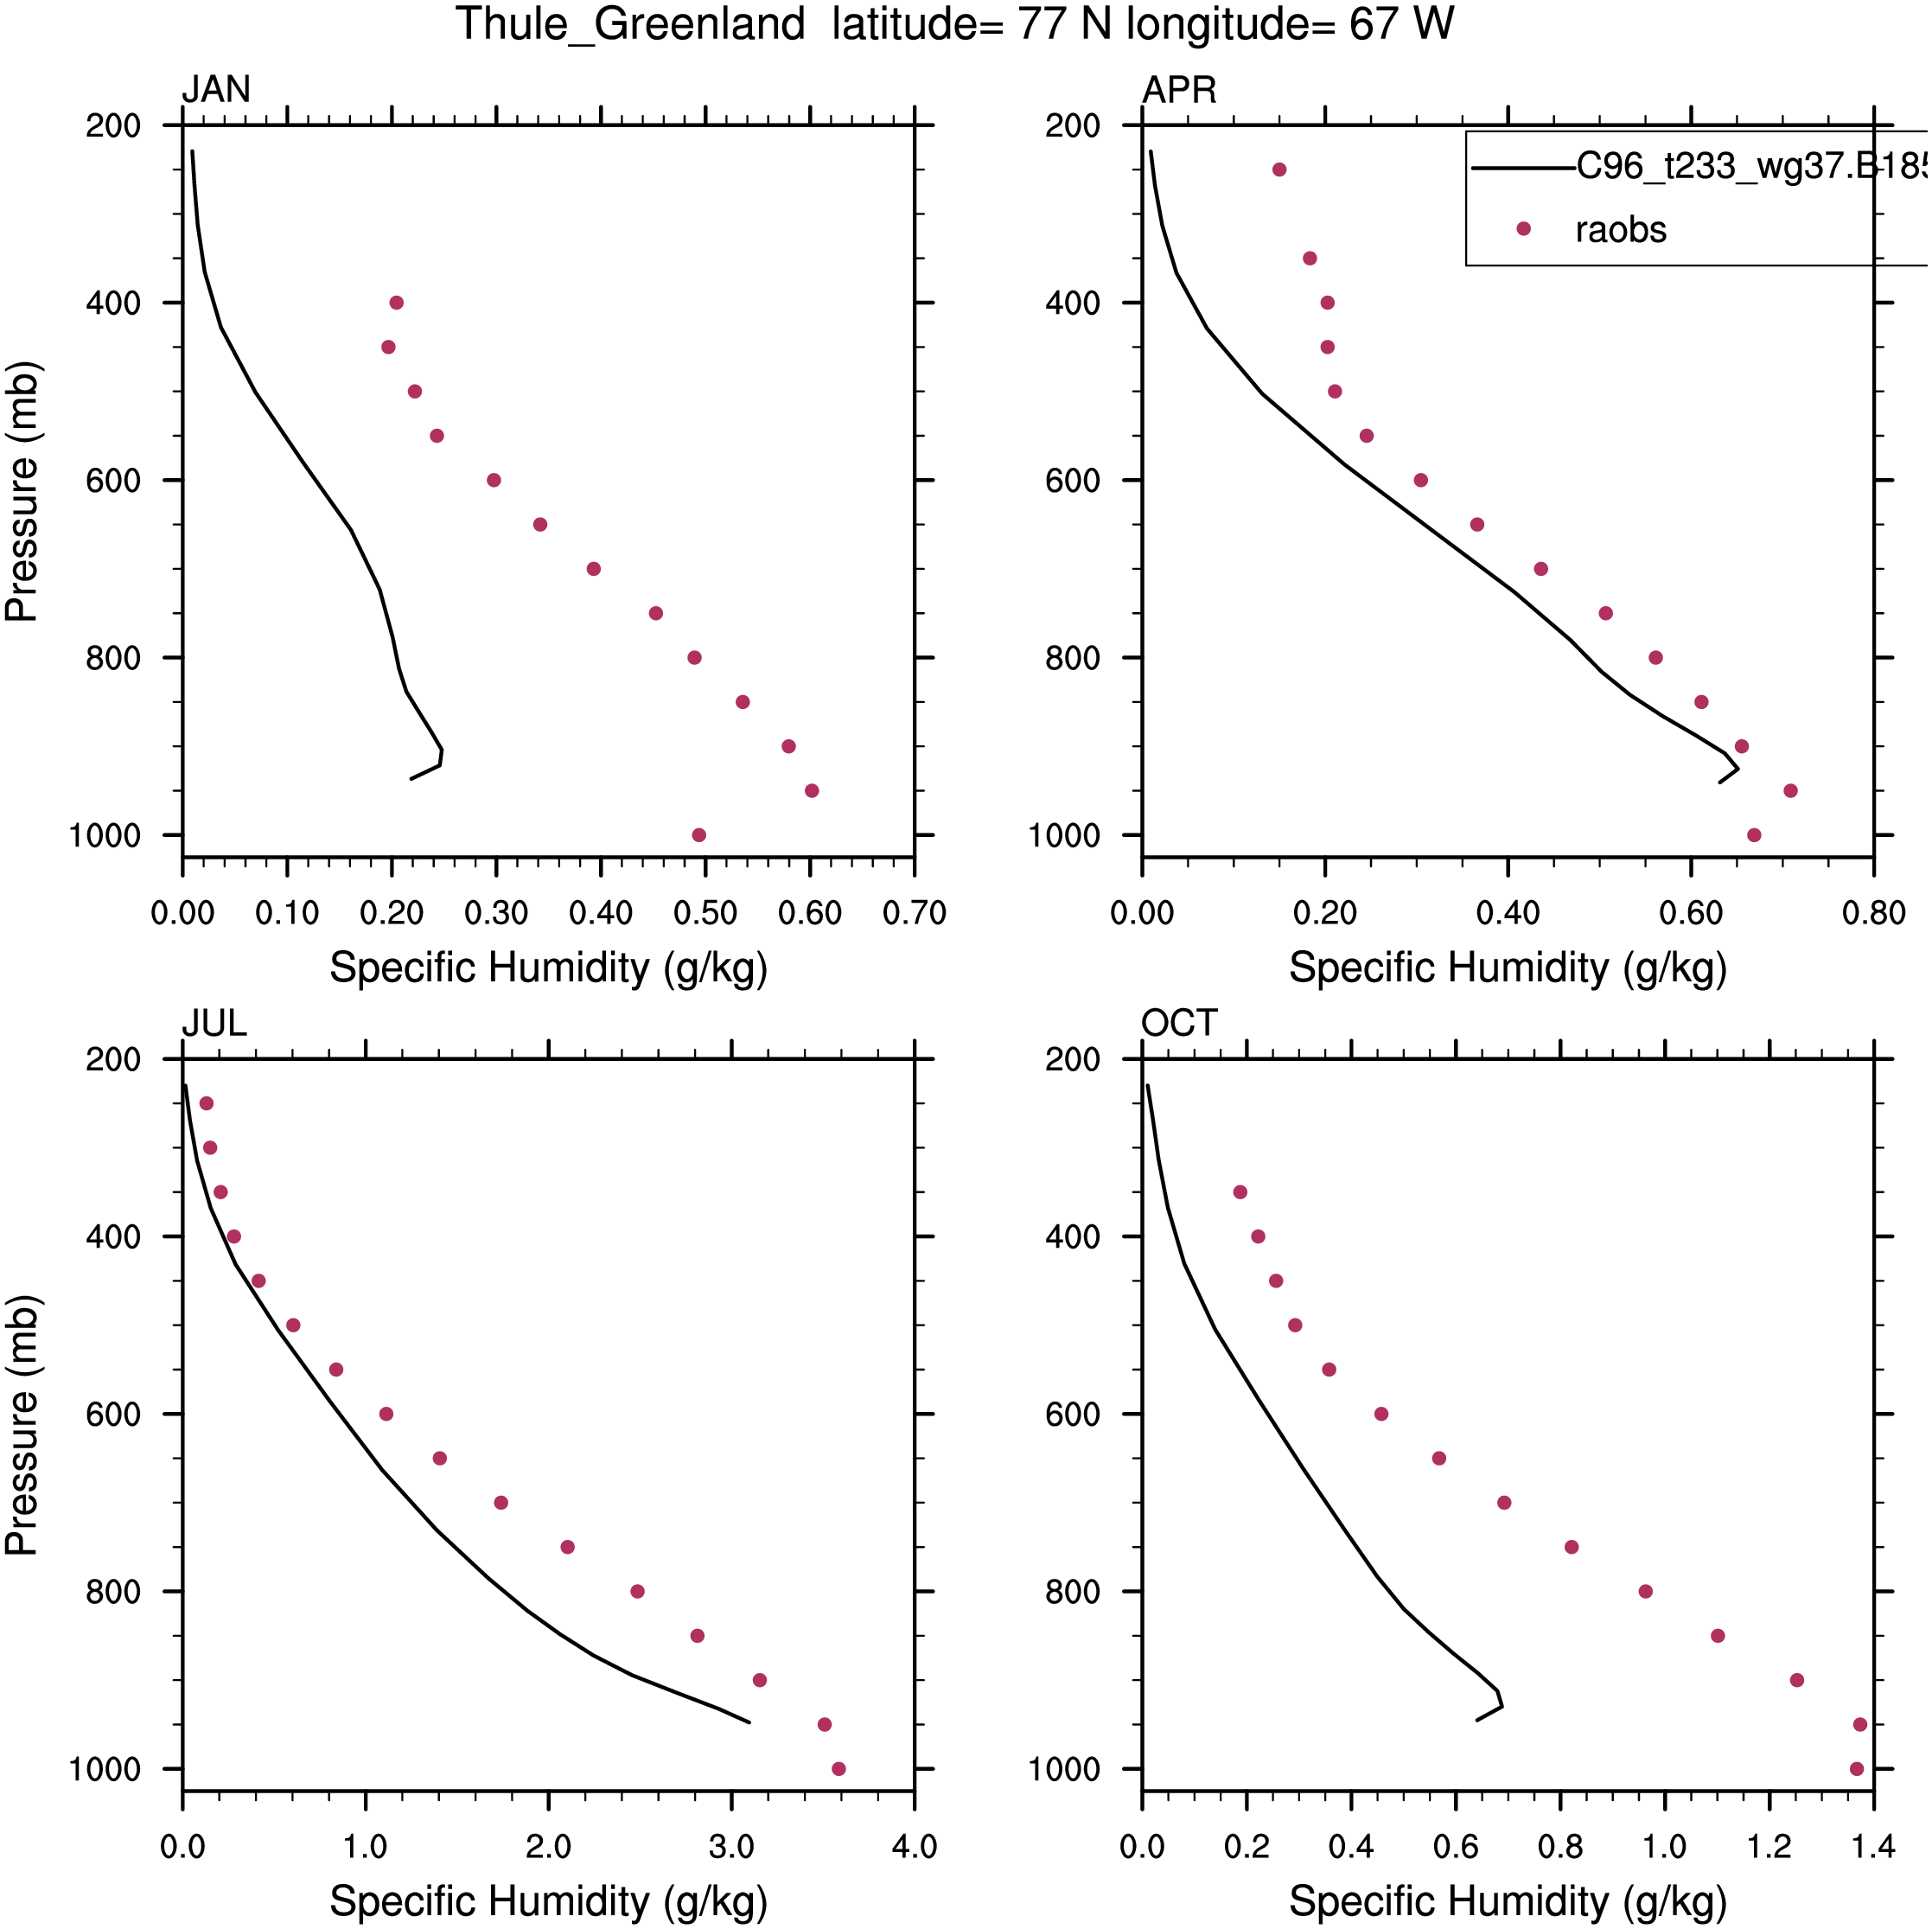 Thule_Greenland  latitude= 77 N longitude= 67 W
JAN
200
400
600
800
1000
Pressure (mb)
0.00 0.10 0.20 0.30 0.40 0.50 0.60 0.70
Specific Humidity (g/kg)
APR
C96_t233_wg37.B185
raobs
200
400
600
800
1000
0.00 0.20 0.40 0.60 0.80
Specific Humidity (g/kg)
JUL
200
400
600
800
1000
Pressure (mb)
0.0 1.0 2.0 3.0 4.0
Specific Humidity (g/kg)
OCT
200
400
600
800
1000
0.0 0.2 0.4 0.6 0.8 1.0 1.2 1.4
Specific Humidity (g/kg)